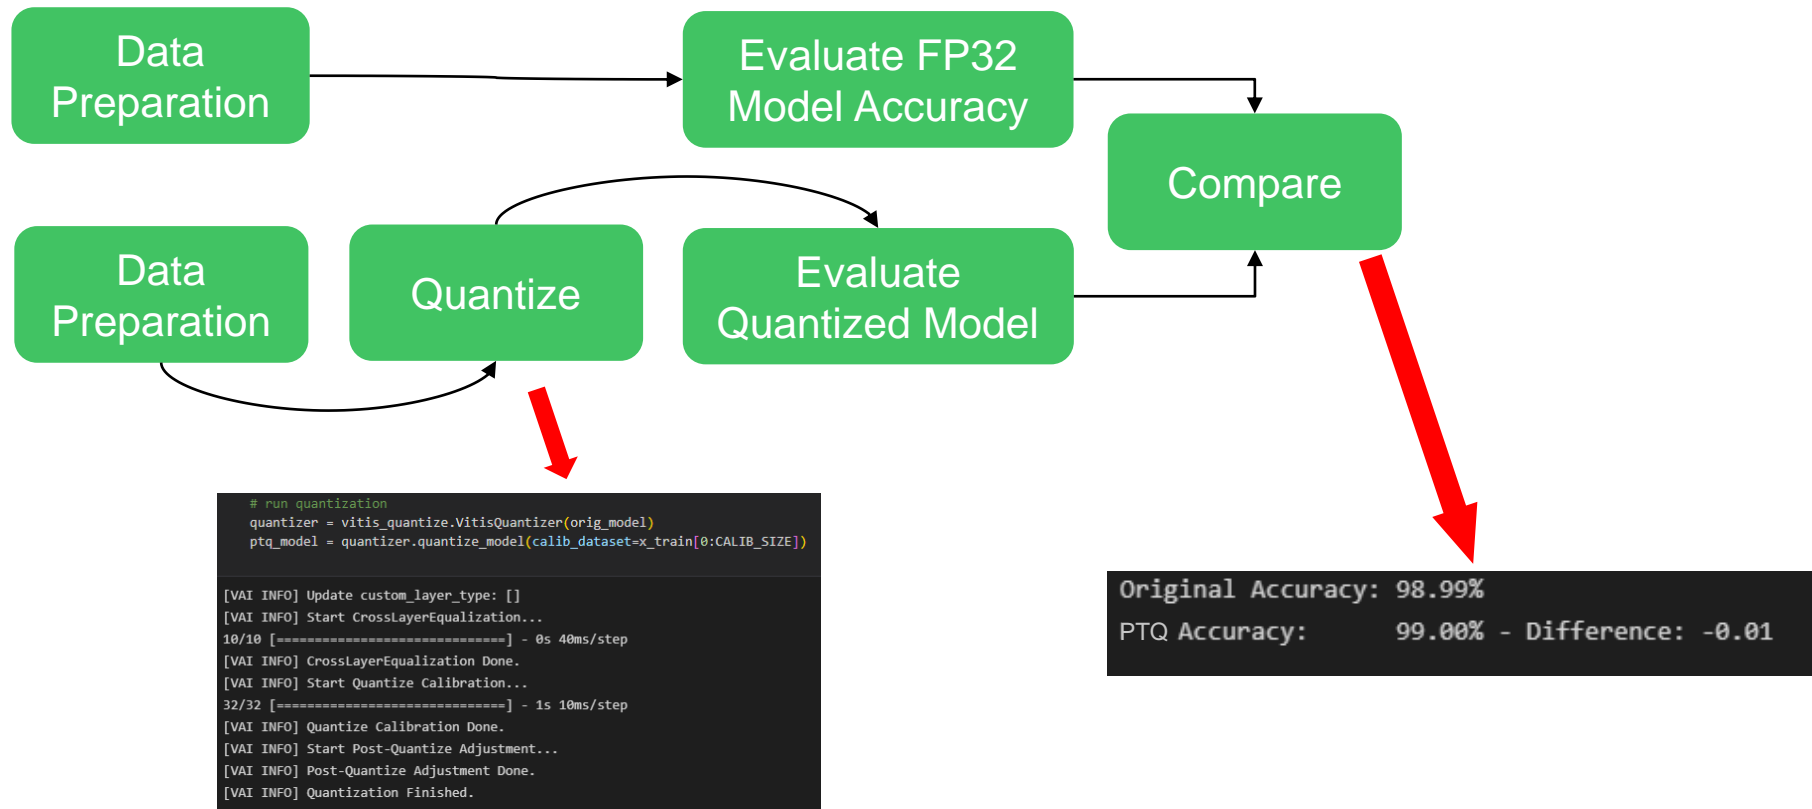 Data
Preparation
Evaluate FP32
Model Accuracy
Compare
Data
Preparation
Quantize
Evaluate
Quantized Model
# run quantization
quantizer = vitis_quantize.VitisQuantizer(orig_model)
ptq_model = quantizer.quantize_model(calib_dataset=x_train[0:CALIB_SIZE])
[VAI INFO] Update custom_layer_type: []
[VAI INFO] Start CrossLayerEqualization...
10/10 [==============================] - 0s 40ms/step
[VAI INFO] CrossLayerEqualization Done.
[VAI INFO] Start Quantize Calibration...
32/32 [==============================] - 1s 10ms/step
[VAI INFO] Quantize Calibration Done.
[VAI INFO] Start Post-Quantize Adjustment...
[VAI INFO] Post-Quantize Adjustment Done.
[VAI INFO] Quantization Finished.
Original Accuracy: 98.99%
PTQ Accuracy: 99.00% - Difference: -0.01